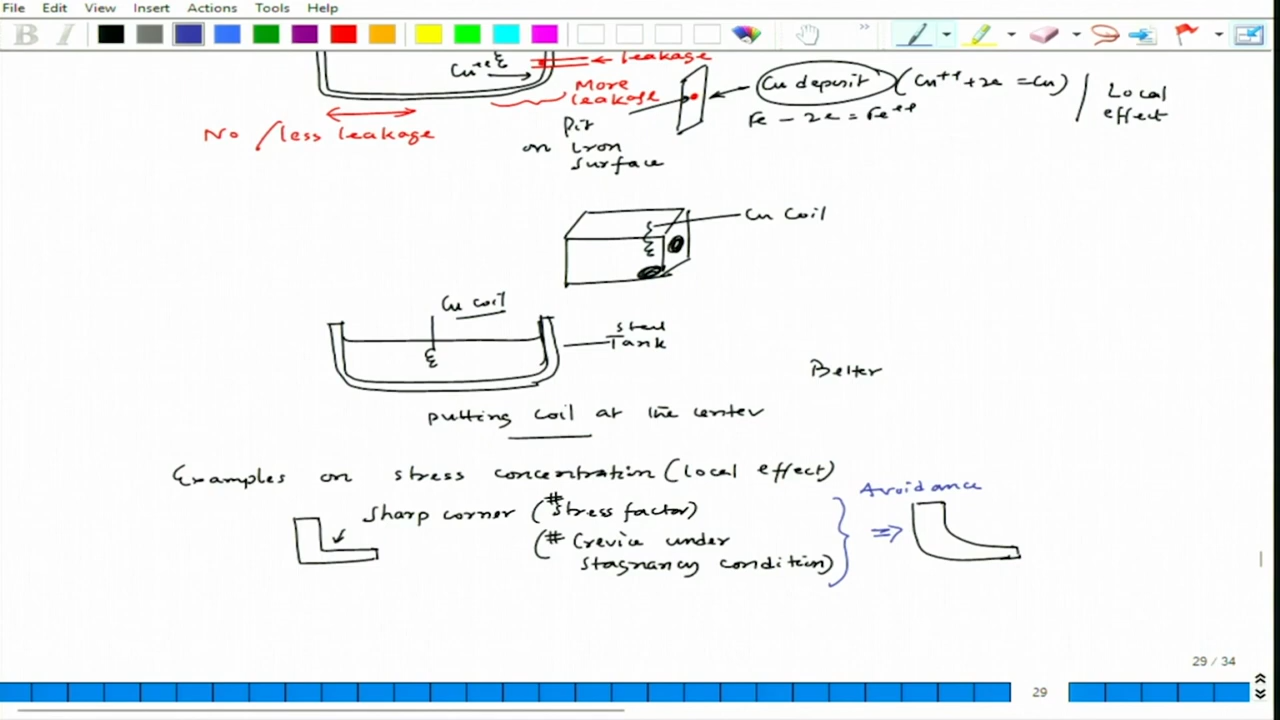 File Edit View Insert Actions Tools Help
B I
Cu++
← leakage
More
leakage
No / less leakage
Pit
on iron
surface
Cu deposit (Cu++ + 2e = Cu)
Fe - 2e = Fe++
Local
effect
Cu Coil
Cu coil
Steel
Tank
Better
putting coil at the center
Examples on stress concentration (local effect)
Sharp corner (# Stress factor)
(# Crevice under
stagnancy condition)
Avoidance
⇒
29 / 34
29